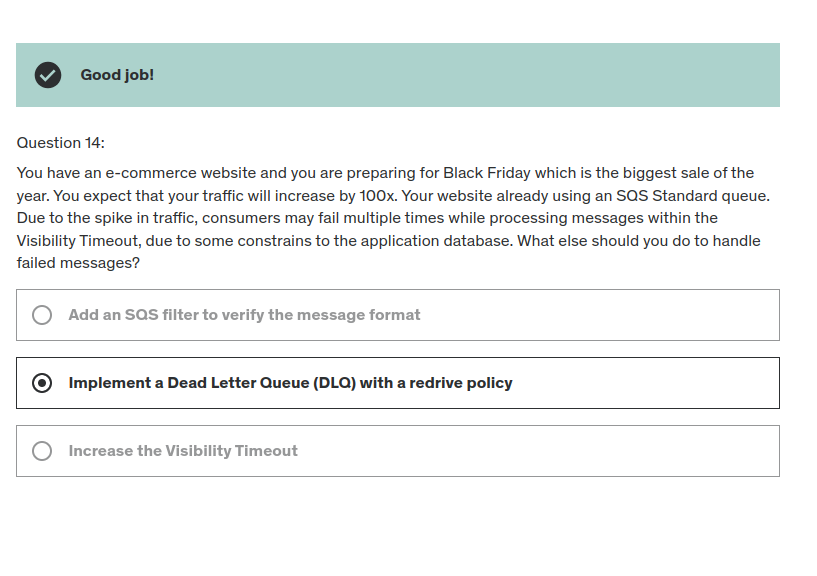 Good job!
Question 14:
You have an e-commerce website and you are preparing for Black Friday which is the biggest sale of the
year. You expect that your traffic will increase by 100x. Your website already using an SQS Standard queue.
Due to the spike in traffic, consumers may fail multiple times while processing messages within the
Visibility Timeout, due to some constrains to the application database. What else should you do to handle
failed messages?
Add an SQS filter to verify the message format
Implement a Dead Letter Queue (DLQ) with a redrive policy
Increase the Visibility Timeout